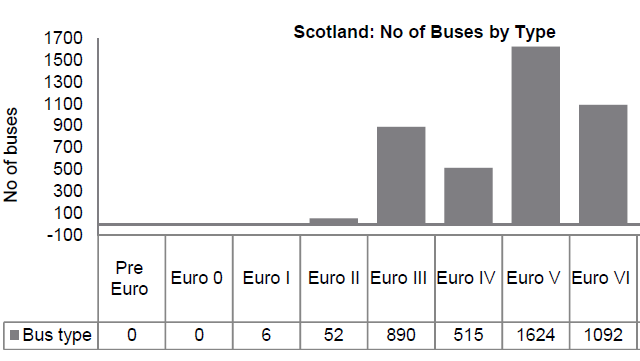 Scotland: No of Buses by Type
No of buses
1700
1500
1300
1100
900
700
500
300
100
-100
Pre Euro 0 Euro I Euro II Euro III Euro IV Euro V Euro VI
Euro
Bus type 0 0 6 52 890 515 1624 1092